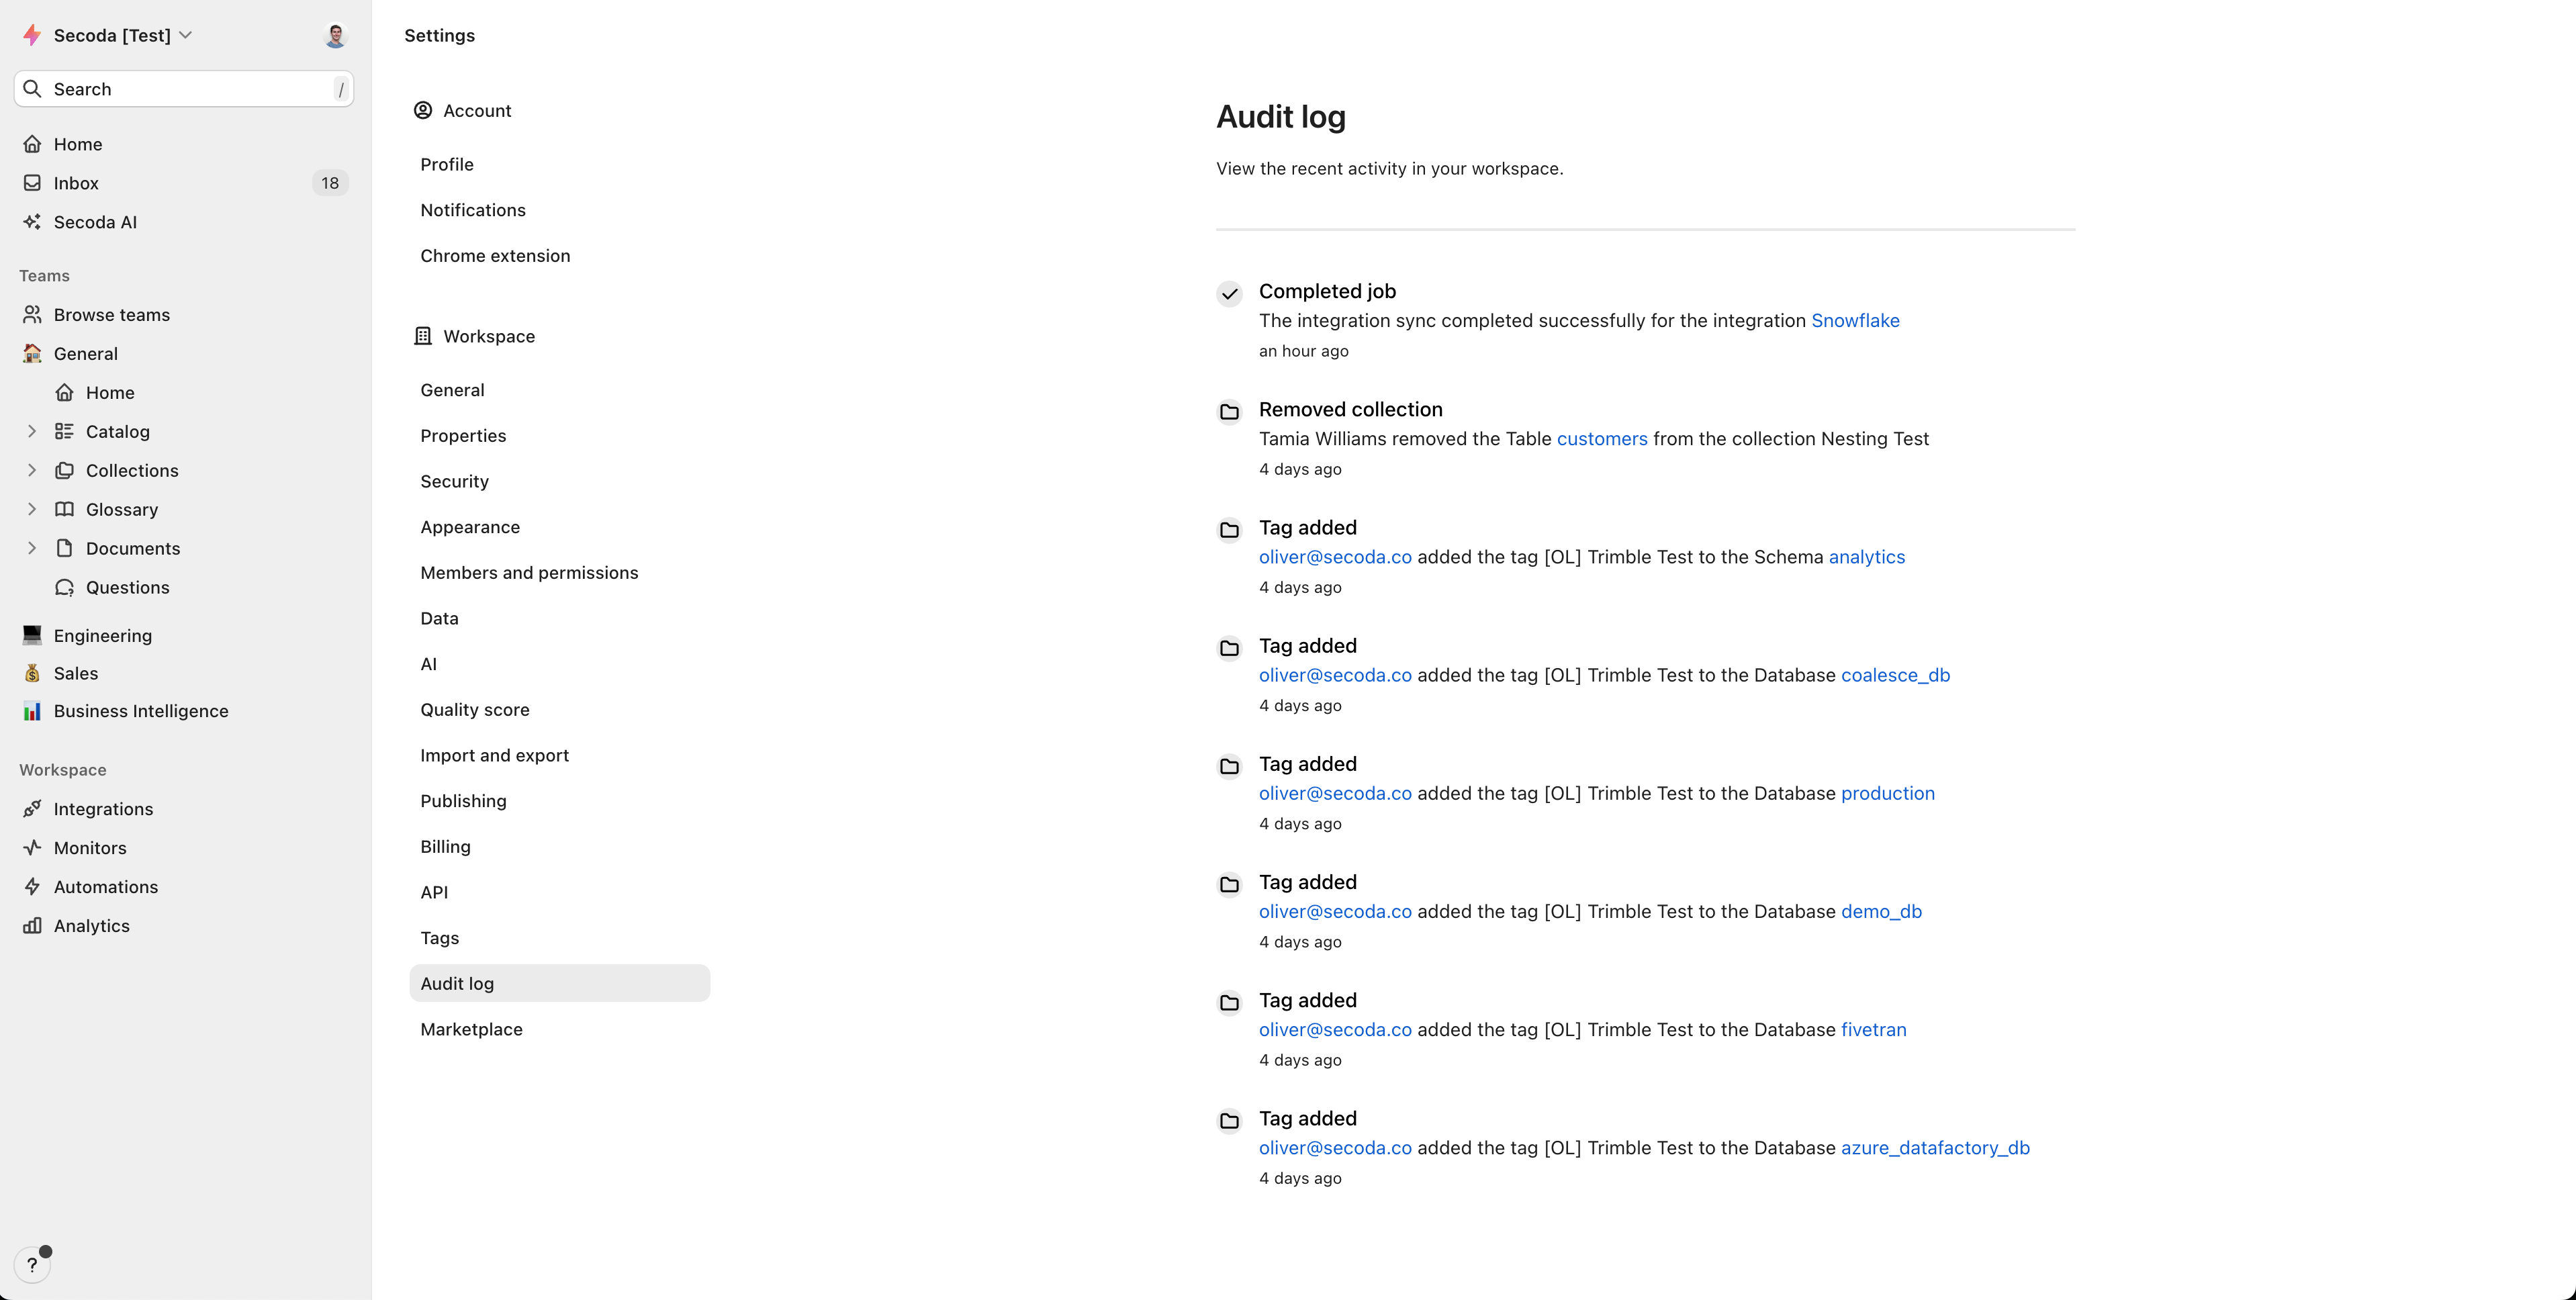 Secoda [Test]
Search /
Home
Inbox 18
Secoda AI
Teams
Browse teams
General
Home
Catalog
Collections
Glossary
Documents
Questions
Engineering
Sales
Business Intelligence
Workspace
Integrations
Monitors
Automations
Analytics
?
Settings
Account
Profile
Notifications
Chrome extension
Workspace
General
Properties
Security
Appearance
Members and permissions
Data
AI
Quality score
Import and export
Publishing
Billing
API
Tags
Audit log
Marketplace
Audit log
View the recent activity in your workspace.
Completed job
The integration sync completed successfully for the integration Snowflake
an hour ago
Removed collection
Tamia Williams removed the Table customers from the collection Nesting Test
4 days ago
Tag added
oliver@secoda.co added the tag [OL] Trimble Test to the Schema analytics
4 days ago
Tag added
oliver@secoda.co added the tag [OL] Trimble Test to the Database coalesce_db
4 days ago
Tag added
oliver@secoda.co added the tag [OL] Trimble Test to the Database production
4 days ago
Tag added
oliver@secoda.co added the tag [OL] Trimble Test to the Database demo_db
4 days ago
Tag added
oliver@secoda.co added the tag [OL] Trimble Test to the Database fivetran
4 days ago
Tag added
oliver@secoda.co added the tag [OL] Trimble Test to the Database azure_datafactory_db
4 days ago